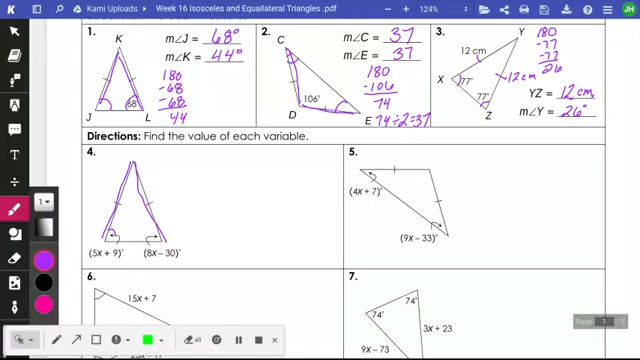 Kami Uploads ▸ Week 16 Isosceles and Equilateral Triangles .pdf
124%
JH
1.
K
J
L
68°
m∠J = 68°
m∠K = 44°
180
-68
-68
44
2.
C
D
E
106°
m∠C = 37
m∠E = 37
180
-106
74
74÷2=37
3.
Y
X
Z
12 cm
12cm
77°
77°
180
-77
-77
26
YZ = 12 cm
m∠Y = 26°
Directions: Find the value of each variable.
4.
(5x + 9)°
(8x – 30)°
5.
(4x + 7)°
(9x – 33)°
6.
15x + 7
7.
74°
74°
3x + 23
9x – 73
Page 1 / 2